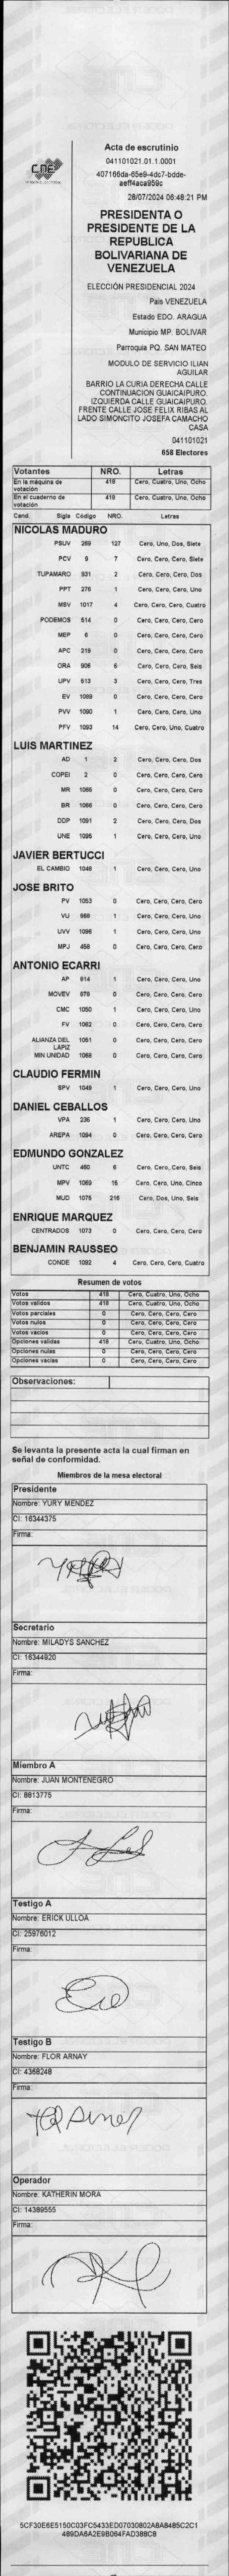 CNE
Acta de escrutinio
041101021.01.1.0001
407166da-65e9-4dc7-bdde-
aeff4aca959c
28/07/2024 06:48:21 PM
PRESIDENTA O
PRESIDENTE DE LA
REPUBLICA
BOLIVARIANA DE
VENEZUELA
ELECCIÓN PRESIDENCIAL 2024
Pais VENEZUELA
Estado EDO. ARAGUA
Municipio MP. BOLIVAR
Parroquia PQ. SAN MATEO
MODULO DE SERVICIO ILIAN
AGUILAR
BARRIO LA CURIA DERECHA CALLE
CONTINUACION GUAICAIPURO.
IZQUIERDA CALLE GUAICAIPURO.
FRENTE CALLE JOSE FELIX RIBAS AL
LADO SIMONCITO JOSEFA CAMACHO
CASA
041101021
658 Electores
Votantes NRO. Letras
En la máquina de votación 418 Cero, Cuatro, Uno, Ocho
En el cuaderno de votación 418 Cero, Cuatro, Uno, Ocho
Cand. Sigla Código NRO. Letras
NICOLAS MADURO
PSUV 269 127 Cero, Uno, Dos, Siete
PCV 9 7 Cero, Cero, Cero, Siete
TUPAMARO 931 2 Cero, Cero, Cero, Dos
PPT 276 1 Cero, Cero, Cero, Uno
MSV 1017 4 Cero, Cero, Cero, Cuatro
PODEMOS 514 0 Cero, Cero, Cero, Cero
MEP 6 0 Cero, Cero, Cero, Cero
APC 219 0 Cero, Cero, Cero, Cero
ORA 906 6 Cero, Cero, Cero, Seis
UPV 613 3 Cero, Cero, Cero, Tres
EV 1089 0 Cero, Cero, Cero, Cero
PVV 1090 1 Cero, Cero, Cero, Uno
PFV 1093 14 Cero, Cero, Uno, Cuatro
LUIS MARTINEZ
AD 1 2 Cero, Cero, Cero, Dos
COPEI 2 0 Cero, Cero, Cero, Cero
MR 1065 0 Cero, Cero, Cero, Cero
BR 1066 0 Cero, Cero, Cero, Cero
DDP 1091 2 Cero, Cero, Cero, Dos
UNE 1095 1 Cero, Cero, Cero, Uno
JAVIER BERTUCCI
EL CAMBIO 1048 1 Cero, Cero, Cero, Uno
JOSE BRITO
PV 1053 0 Cero, Cero, Cero, Cero
VU 968 1 Cero, Cero, Cero, Uno
UVV 1096 1 Cero, Cero, Cero, Uno
MPJ 458 0 Cero, Cero, Cero, Cero
ANTONIO ECARRI
AP 814 1 Cero, Cero, Cero, Uno
MOVEV 878 0 Cero, Cero, Cero, Cero
CMC 1050 1 Cero, Cero, Cero, Uno
FV 1062 0 Cero, Cero, Cero, Cero
ALIANZA DEL LAPIZ 1051 0 Cero, Cero, Cero, Cero
MIN UNIDAD 1068 0 Cero, Cero, Cero, Cero
CLAUDIO FERMIN
SPV 1049 1 Cero, Cero, Cero, Uno
DANIEL CEBALLOS
VPA 236 1 Cero, Cero, Cero, Uno
AREPA 1094 0 Cero, Cero, Cero, Cero
EDMUNDO GONZALEZ
UNTC 460 6 Cero, Cero, Cero, Seis
MPV 1069 15 Cero, Cero, Uno, Cinco
MUD 1075 216 Cero, Dos, Uno, Seis
ENRIQUE MARQUEZ
CENTRADOS 1073 0 Cero, Cero, Cero, Cero
BENJAMIN RAUSSEO
CONDE 1092 4 Cero, Cero, Cero, Cuatro
Resumen de votos
Votos 418 Cero, Cuatro, Uno, Ocho
Votos validos 418 Cero, Cuatro, Uno, Ocho
Votos parciales 0 Cero, Cero, Cero, Cero
Votos nulos 0 Cero, Cero, Cero, Cero
Votos vacios 0 Cero, Cero, Cero, Cero
Opciones validas 418 Cero, Cuatro, Uno, Ocho
Opciones nulas 0 Cero, Cero, Cero, Cero
Opciones vacias 0 Cero, Cero, Cero, Cero
Observaciones:
Se levanta la presente acta la cual firman en
señal de conformidad.
Miembros de la mesa electoral
Presidente
Nombre: YURY MENDEZ
CI: 16344375
Firma:
Secretario
Nombre: MILADYS SANCHEZ
CI: 16344920
Firma:
Miembro A
Nombre: JUAN MONTENEGRO
CI: 8813775
Firma:
Testigo A
Nombre: ERICK ULLOA
CI: 25976012
Firma:
Testigo B
Nombre: FLOR ARNAY
CI: 4368248
Firma:
Operador
Nombre: KATHERIN MORA
CI: 14389555
Firma:
5CF30E6E5150C03FC5433ED07030802A8A8485C2C1
489DA6A2E9B064FAD388C8